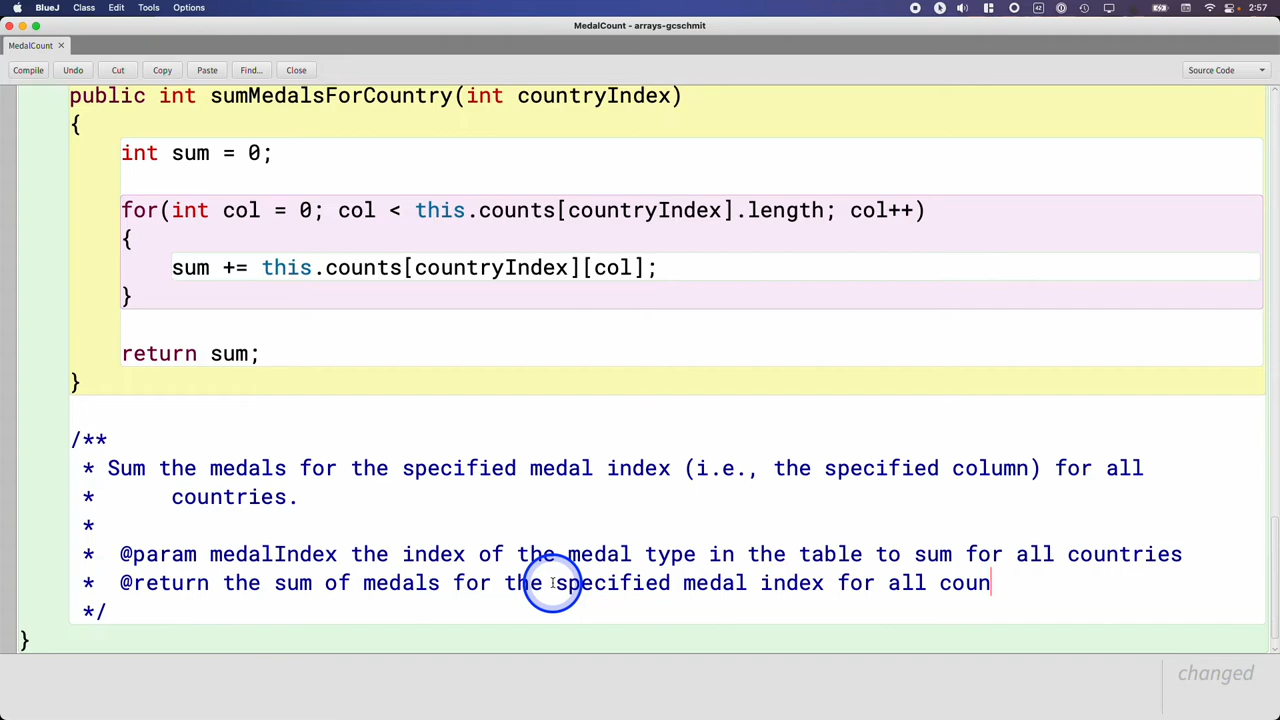 BlueJ Class Edit Tools Options 2:57
MedalCount - arrays-gcschmit
MedalCount
Compile Undo Cut Copy Paste Find... Close Source Code
public int sumMedalsForCountry(int countryIndex)
{
int sum = 0;
for(int col = 0; col < this.counts[countryIndex].length; col++)
{
sum += this.counts[countryIndex][col];
}
return sum;
}
/**
* Sum the medals for the specified medal index (i.e., the specified column) for all
* countries.
*
* @param medalIndex the index of the medal type in the table to sum for all countries
* @return the sum of medals for the specified medal index for all coun
*/
}
changed